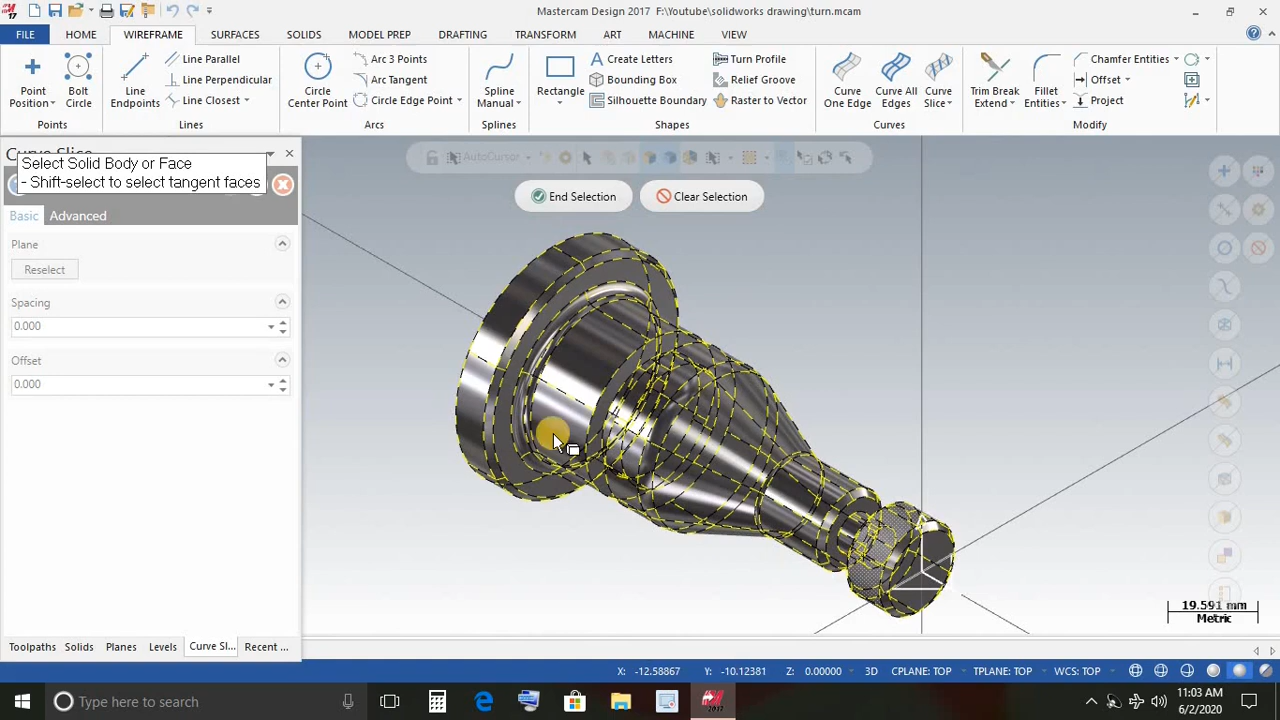 Mastercam Design 2017  F:\Youtube\solidworks drawing\turn.mcam
FILE HOME WIREFRAME SURFACES SOLIDS MODEL PREP DRAFTING TRANSFORM ART MACHINE VIEW
Point Position
Bolt Circle
Points
Line Endpoints
Line Parallel
Line Perpendicular
Line Closest
Lines
Circle Center Point
Arc 3 Points
Arc Tangent
Circle Edge Point
Arcs
Spline Manual
Splines
Rectangle
Create Letters
Bounding Box
Silhouette Boundary
Turn Profile
Relief Groove
Raster to Vector
Shapes
Curve One Edge
Curve All Edges
Curve Slice
Curves
Trim Break Extend
Fillet Entities
Chamfer Entities
Offset
Project
Modify
Curve Slice
Select Solid Body or Face
- Shift-select to select tangent faces
AutoCursor
End Selection
Clear Selection
Basic Advanced
Plane
Reselect
Spacing
0.000
Offset
0.000
19.591 mm
Metric
Toolpaths Solids Planes Levels Curve Sl... Recent ...
X: -12.58867 Y: -10.12381 Z: 0.00000 3D CPLANE: TOP TPLANE: TOP WCS: TOP
Type here to search
11:03 AM
6/2/2020